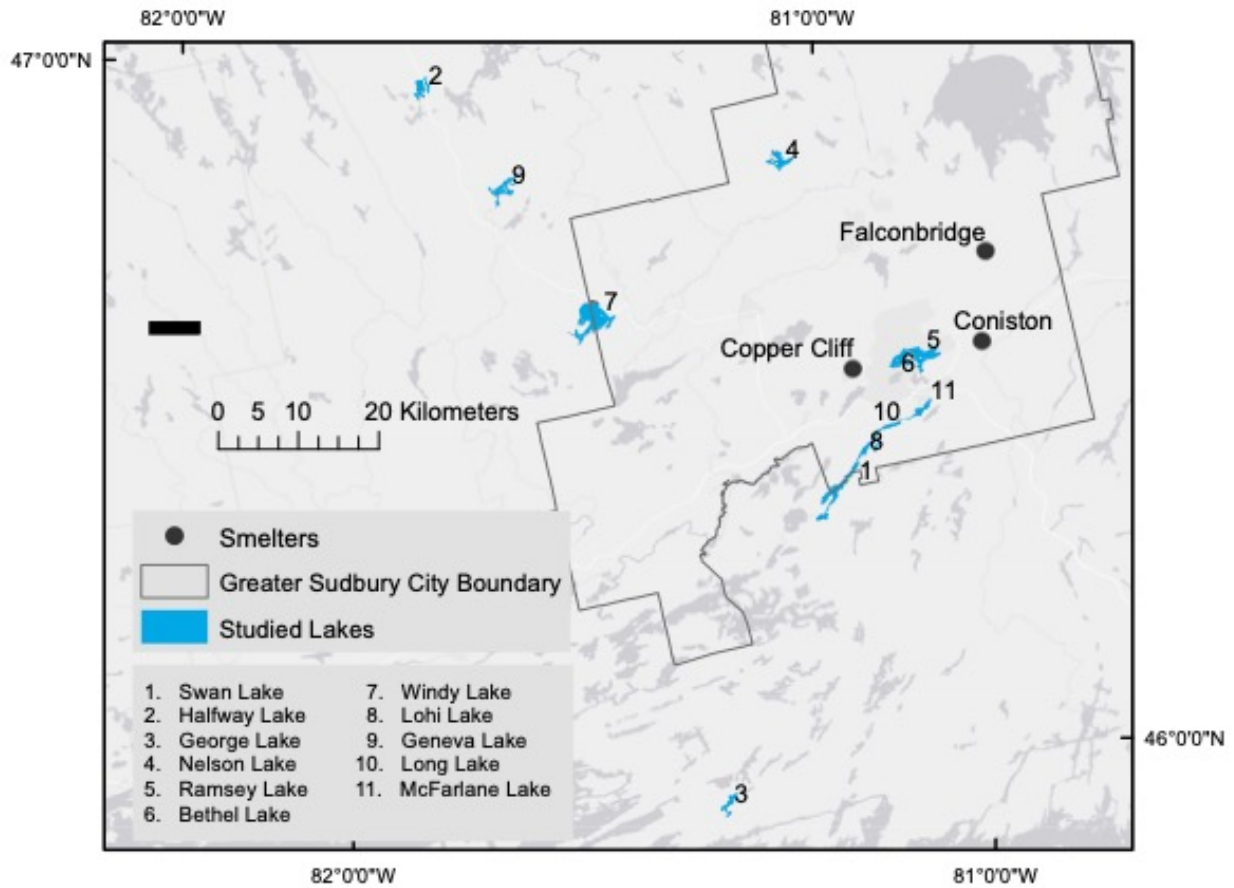 82°0'0"W 81°0'0"W
47°0'0"N
2
4
9
Falconbridge
7
Coniston
Copper Cliff
5
6
11
0 5 10 20 Kilometers
10
8
1
Smelters
Greater Sudbury City Boundary
Studied Lakes
1. Swan Lake
2. Halfway Lake
3. George Lake
4. Nelson Lake
5. Ramsey Lake
6. Bethel Lake
7. Windy Lake
8. Lohi Lake
9. Geneva Lake
10. Long Lake
11. McFarlane Lake
46°0'0"N
3
82°0'0"W 81°0'0"W